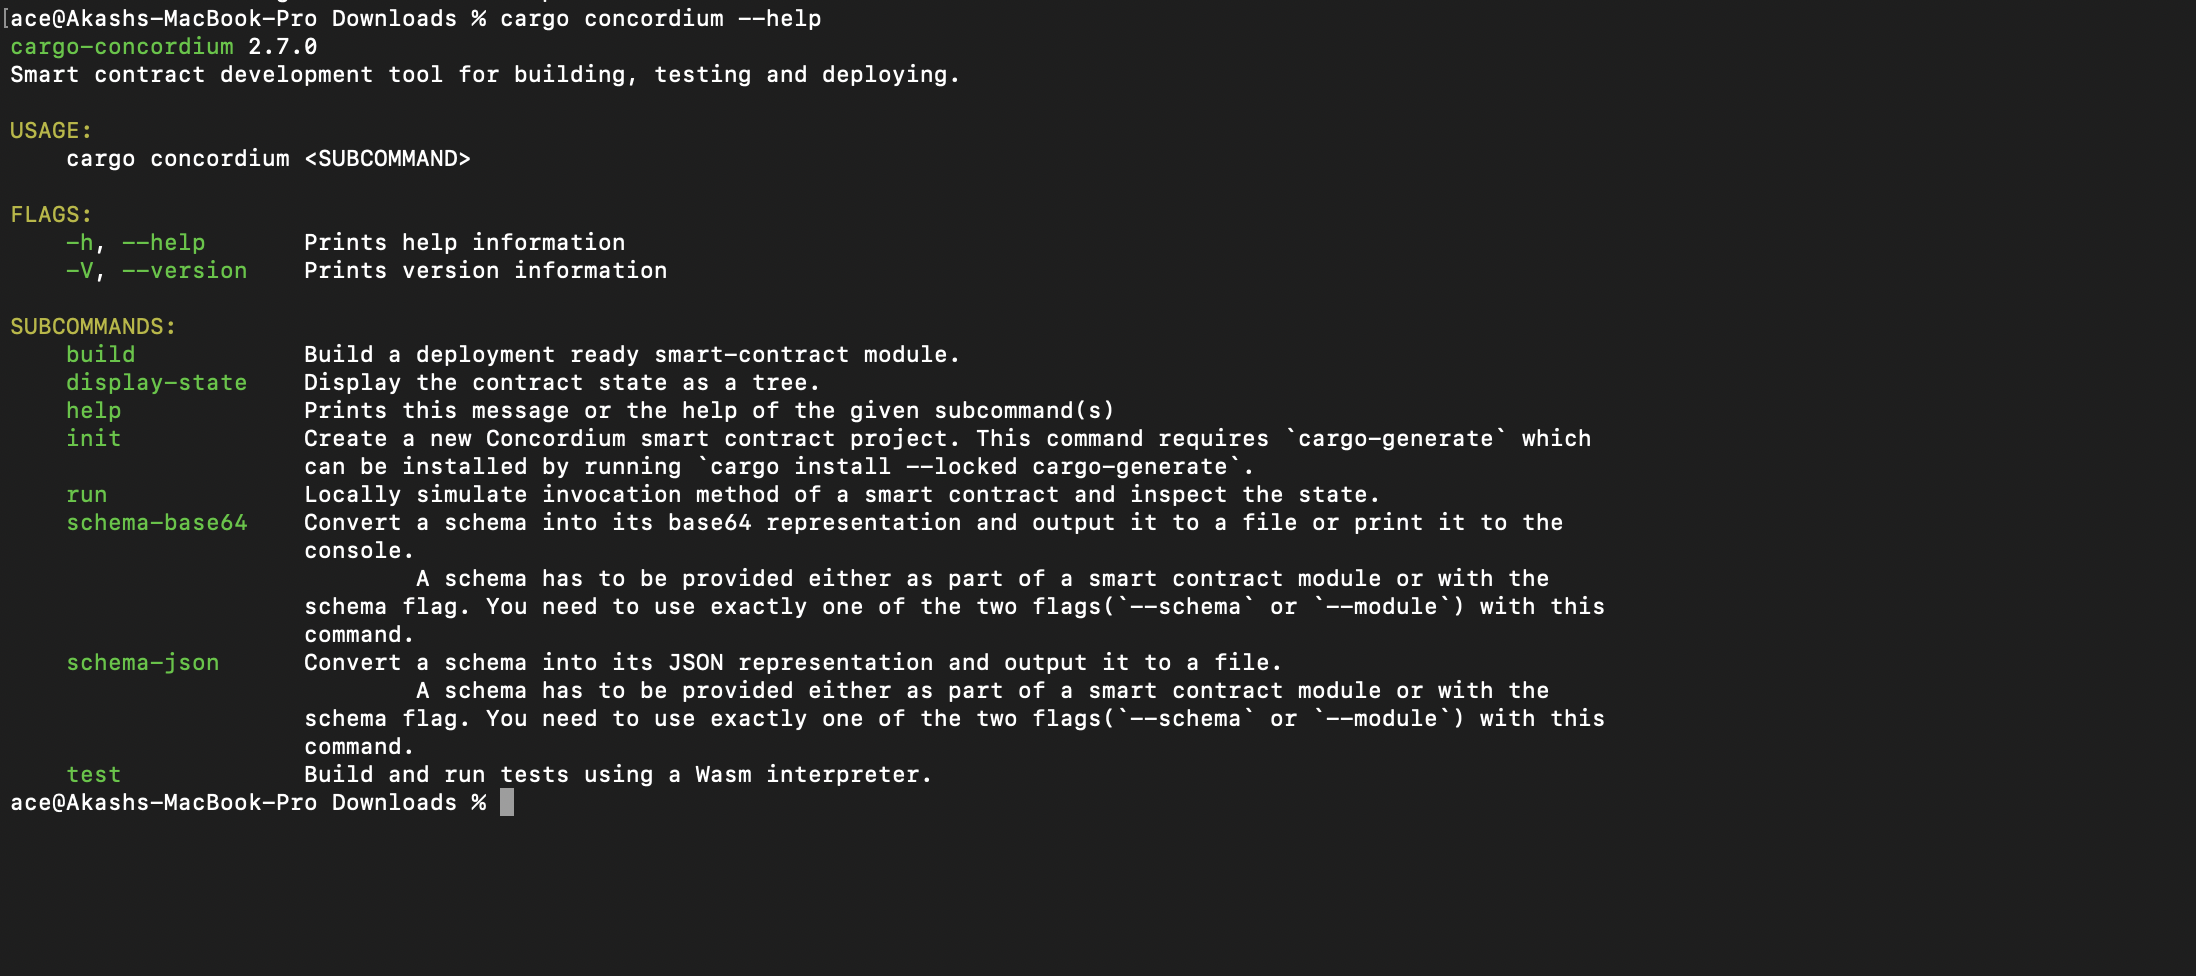 [ace@Akashs-MacBook-Pro Downloads % cargo concordium --help
cargo-concordium 2.7.0
Smart contract development tool for building, testing and deploying.
USAGE:
cargo concordium <SUBCOMMAND>
FLAGS:
-h, --help Prints help information
-V, --version Prints version information
SUBCOMMANDS:
build Build a deployment ready smart-contract module.
display-state Display the contract state as a tree.
help Prints this message or the help of the given subcommand(s)
init Create a new Concordium smart contract project. This command requires `cargo-generate` which
can be installed by running `cargo install --locked cargo-generate`.
run Locally simulate invocation method of a smart contract and inspect the state.
schema-base64 Convert a schema into its base64 representation and output it to a file or print it to the
console.
A schema has to be provided either as part of a smart contract module or with the
schema flag. You need to use exactly one of the two flags(`--schema` or `--module`) with this
command.
schema-json Convert a schema into its JSON representation and output it to a file.
A schema has to be provided either as part of a smart contract module or with the
schema flag. You need to use exactly one of the two flags(`--schema` or `--module`) with this
command.
test Build and run tests using a Wasm interpreter.
ace@Akashs-MacBook-Pro Downloads %